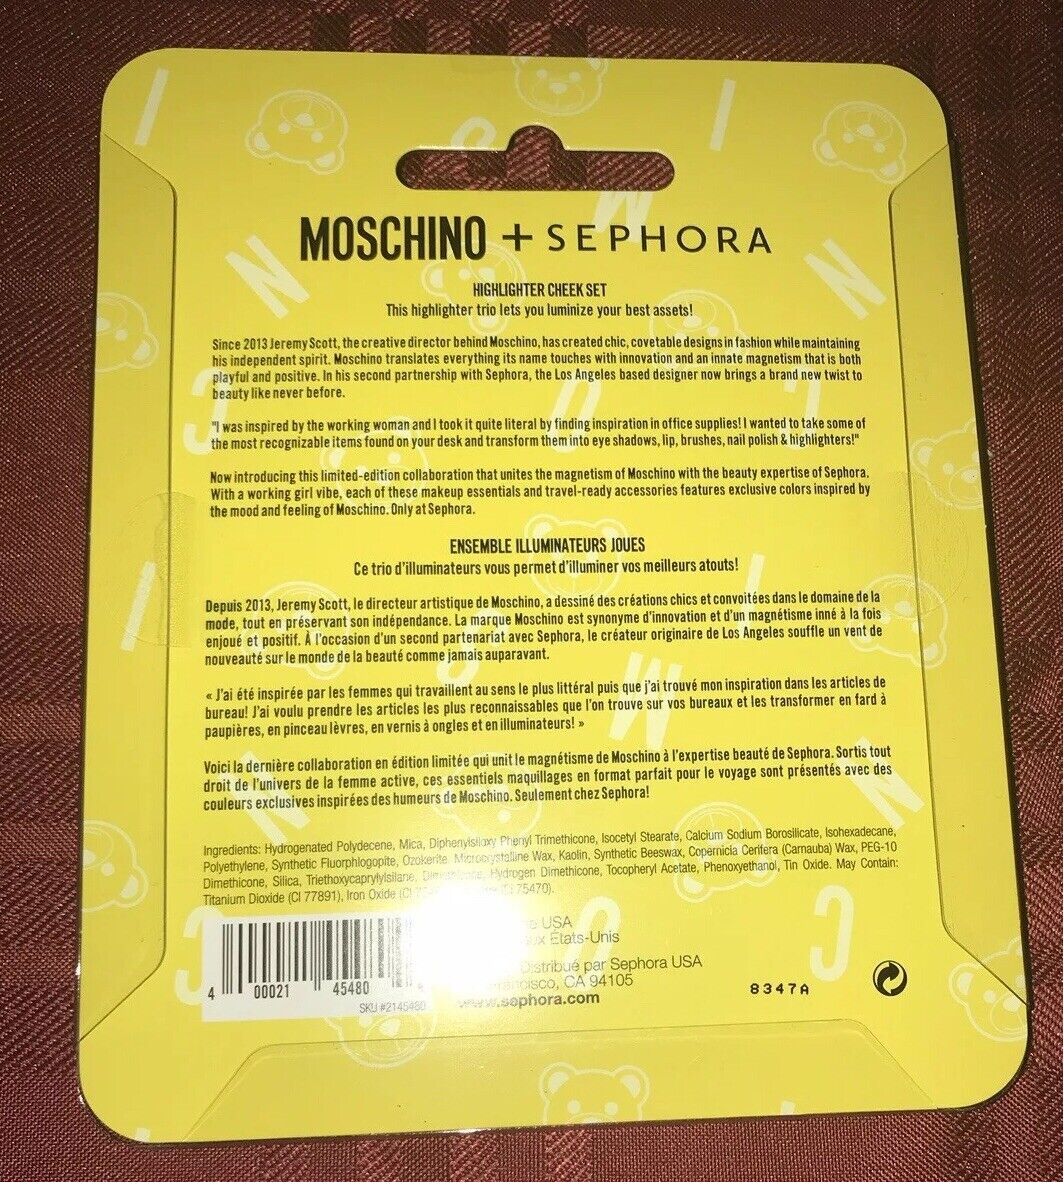 MOSCHINO + SEPHORA
HIGHLIGHTER CHEEK SET
This highlighter trio lets you luminize your best assets!
Since 2013 Jeremy Scott, the creative director behind Moschino, has created chic, covetable designs in fashion while maintaining
his independent spirit. Moschino translates everything its name touches with innovation and an innate magnetism that is both
playful and positive. In his second partnership with Sephora, the Los Angeles based designer now brings a brand new twist to
beauty like never before.
"I was inspired by the working woman and I took it quite literal by finding inspiration in office supplies! I wanted to take some of
the most recognizable items found on your desk and transform them into eye shadows, lip, brushes, nail polish & highlighters!"
Now introducing this limited-edition collaboration that unites the magnetism of Moschino with the beauty expertise of Sephora.
With a working girl vibe, each of these makeup essentials and travel-ready accessories features exclusive colors inspired by
the mood and feeling of Moschino. Only at Sephora.
ENSEMBLE ILLUMINATEURS JOUES
Ce trio d'illuminateurs vous permet d'illuminer vos meilleurs atouts!
Depuis 2013, Jeremy Scott, le directeur artistique de Moschino, a dessiné des créations chics et convoitées dans le domaine de la
mode, tout en préservant son indépendance. La marque Moschino est synonyme d'innovation et d'un magnétisme inné à la fois
enjoué et positif. À l'occasion d'un second partenariat avec Sephora, le créateur originaire de Los Angeles souffle un vent de
nouveauté sur le monde de la beauté comme jamais auparavant.
« J'ai été inspirée par les femmes qui travaillent au sens le plus littéral puis que j'ai trouvé mon inspiration dans les articles de
bureau! J'ai voulu prendre les articles les plus reconnaissables que l'on trouve sur vos bureaux et les transformer en fard à
paupières, en pinceau lèvres, en vernis à ongles et en illuminateurs! »
Voici la dernière collaboration en édition limitée qui unit le magnétisme de Moschino à l'expertise beauté de Sephora. Sortis tout
droit de l'univers de la femme active, ces essentiels maquillages en format parfait pour le voyage sont présentés avec des
couleurs exclusives inspirées des humeurs de Moschino. Seulement chez Sephora!
Ingredients: Hydrogenated Polydecene, Mica, Diphenylsiloxy Phenyl Trimethicone, Isocetyl Stearate, Calcium Sodium Borosilicate, Isohexadecane,
Polyethylene, Synthetic Fluorphlogopite, Ozokerite, Microcrystalline Wax, Kaolin, Synthetic Beeswax, Copernicia Cerifera (Carnauba) Wax, PEG-10
Dimethicone, Silica, Triethoxycaprylylsilane, Hydrogen Dimethicone, Tocopheryl Acetate, Phenoxyethanol, Tin Oxide. May Contain:
Titanium Dioxide (CI 77891), Iron Oxide (CI 75470).
USA
États-Unis
Distribué par Sephora USA
CA 94105
www.sephora.com
4 00021 45480
SKU #2145480
8347A